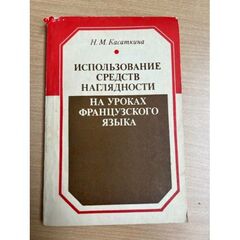 Н. М. Касаткина
ИСПОЛЬЗОВАНИЕ
СРЕДСТВ
НАГЛЯДНОСТИ
НА УРОКАХ
ФРАНЦУЗСКОГО
ЯЗЫКА